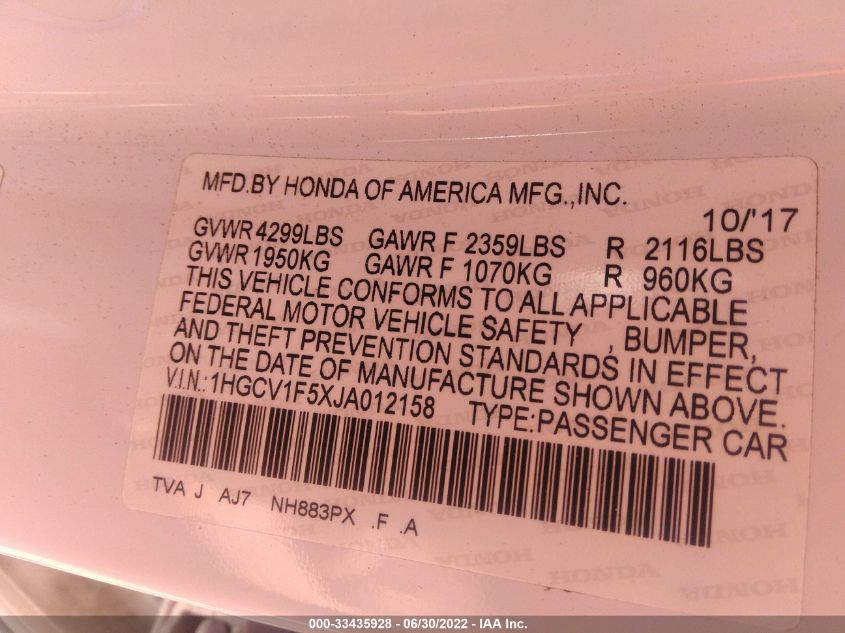 MFD.BY HONDA OF AMERICA MFG.,INC.
10/'17
GVWR 4299LBS GAWR F 2359LBS R 2116LBS
GVWR 1950KG GAWR F 1070KG R 960KG
THIS VEHICLE CONFORMS TO ALL APPLICABLE
FEDERAL MOTOR VEHICLE SAFETY , BUMPER,
AND THEFT PREVENTION STANDARDS IN EFFECT
ON THE DATE OF MANUFACTURE SHOWN ABOVE.
V.I.N.:1HGCV1F5XJA012158 TYPE:PASSENGER CAR
TVA J AJ7 NH883PX .F .A
000-33435928 - 06/30/2022 - IAA Inc.